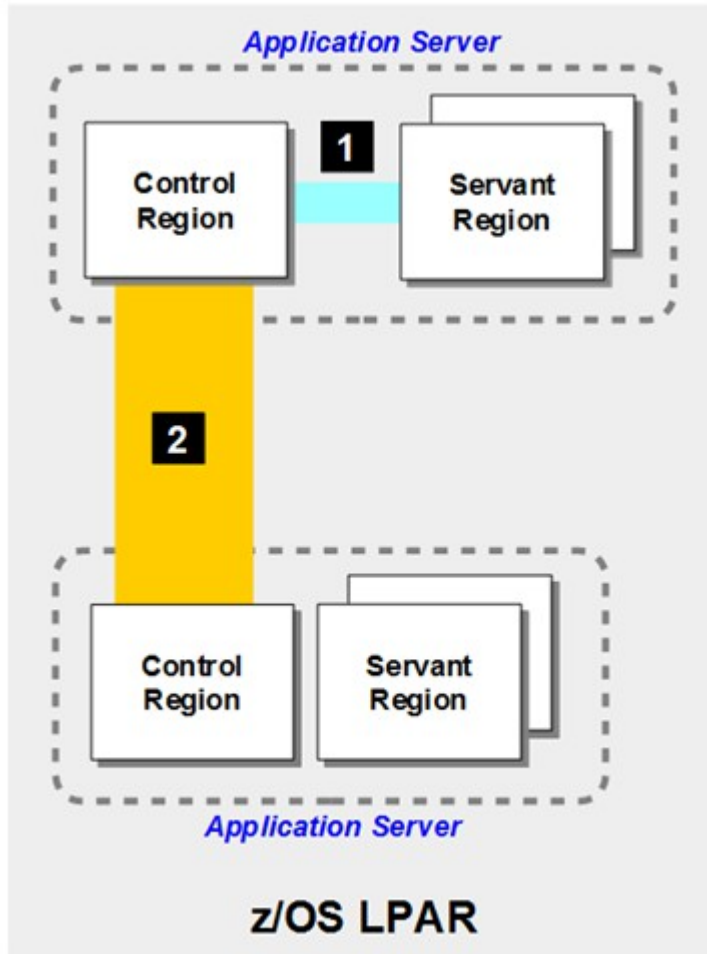 Application Server
Control
Region
1
Servant
Region
2
Control
Region
Servant
Region
Application Server
z/OS LPAR